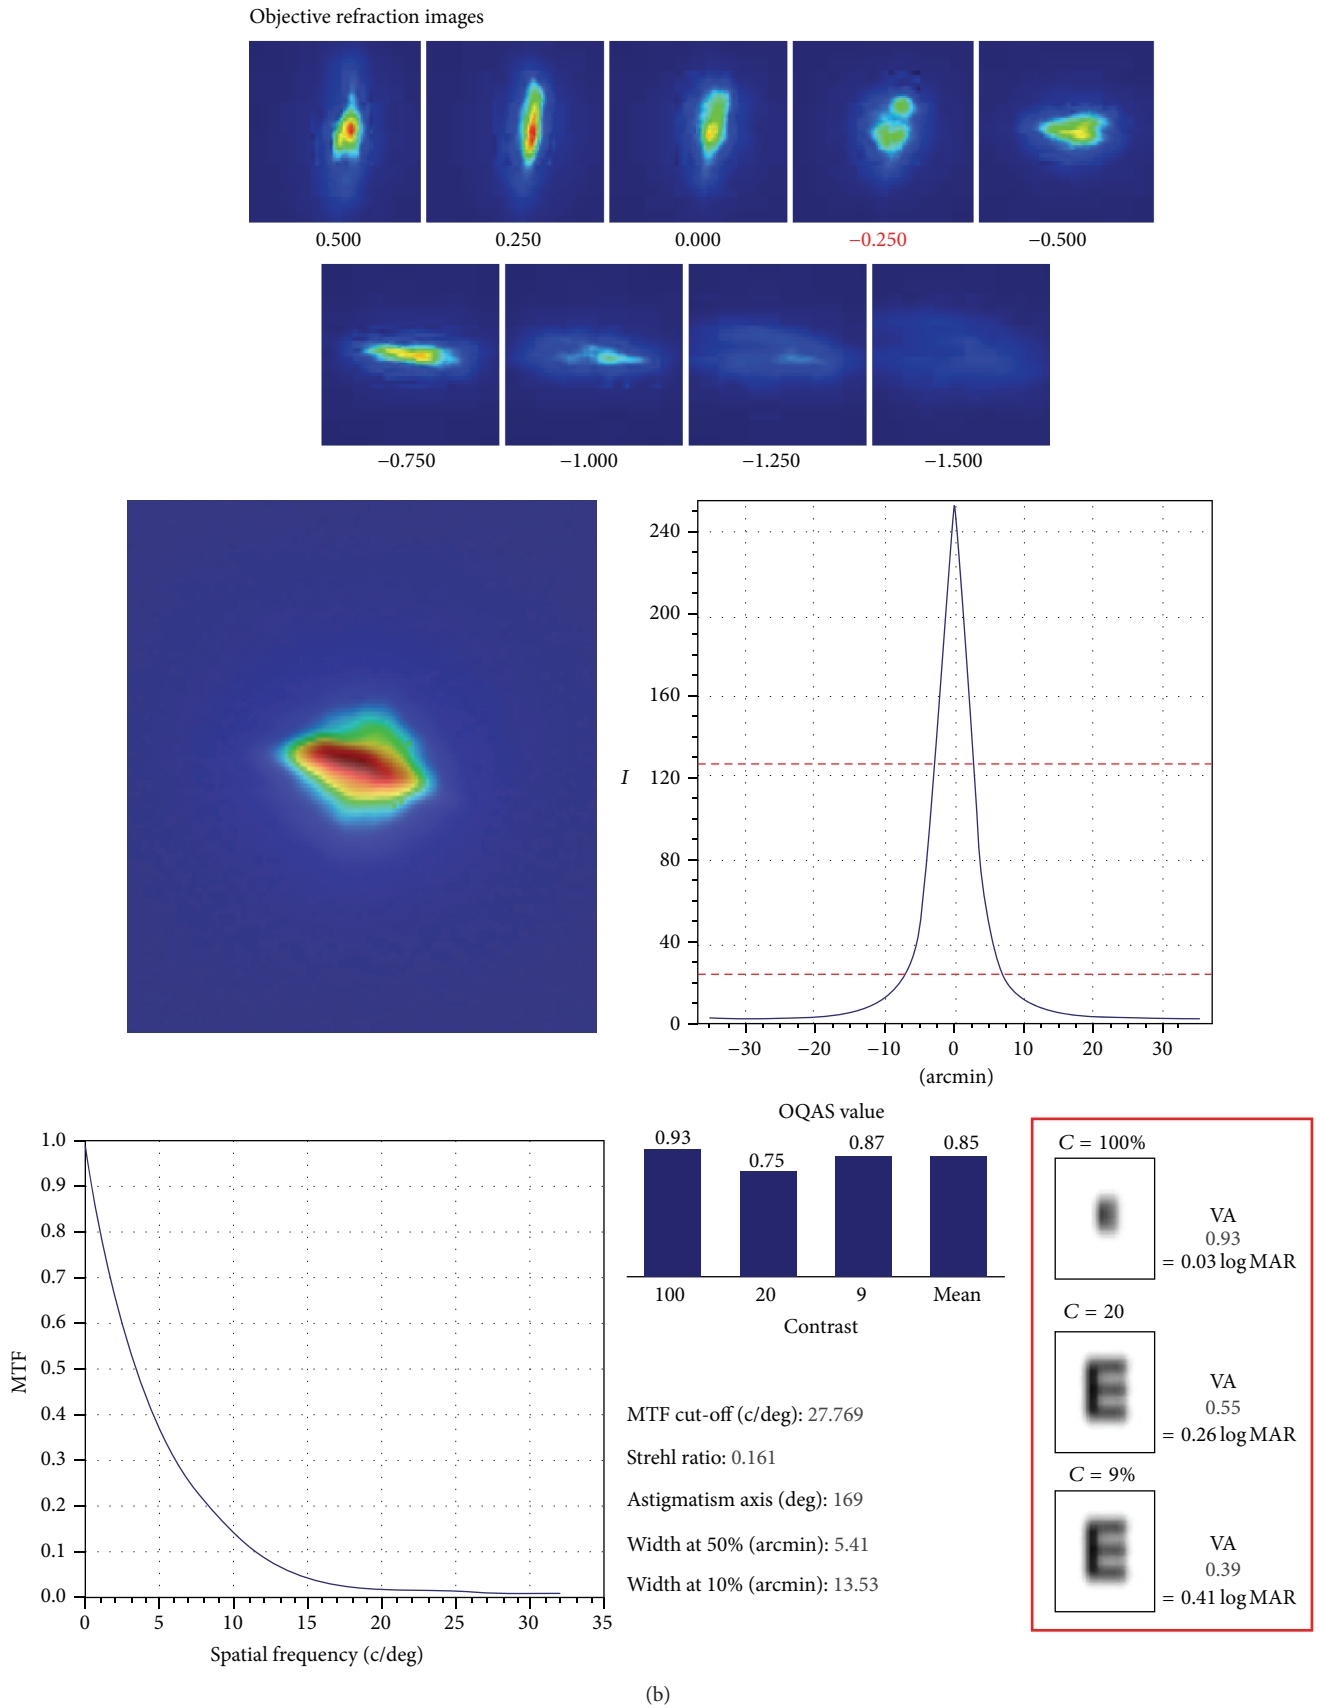 Objective refraction images
0.500 0.250 0.000 −0.250 −0.500
−0.750 −1.000 −1.250 −1.500
240
200
160
120
80
40
0
I
−30 −20 −10 0 10 20 30
(arcmin)
1.0
0.9
0.8
0.7
0.6
0.5
0.4
0.3
0.2
0.1
0.0
MTF
0 5 10 15 20 25 30 35
Spatial frequency (c/deg)
OQAS value
0.93 0.75 0.87 0.85
100 20 9 Mean
Contrast
MTF cut-off (c/deg): 27.769
Strehl ratio: 0.161
Astigmatism axis (deg): 169
Width at 50% (arcmin): 5.41
Width at 10% (arcmin): 13.53
C = 100%
VA
0.93
= 0.03 log MAR
C = 20
E
VA
0.55
= 0.26 log MAR
C = 9%
E
VA
0.39
= 0.41 log MAR
(b)